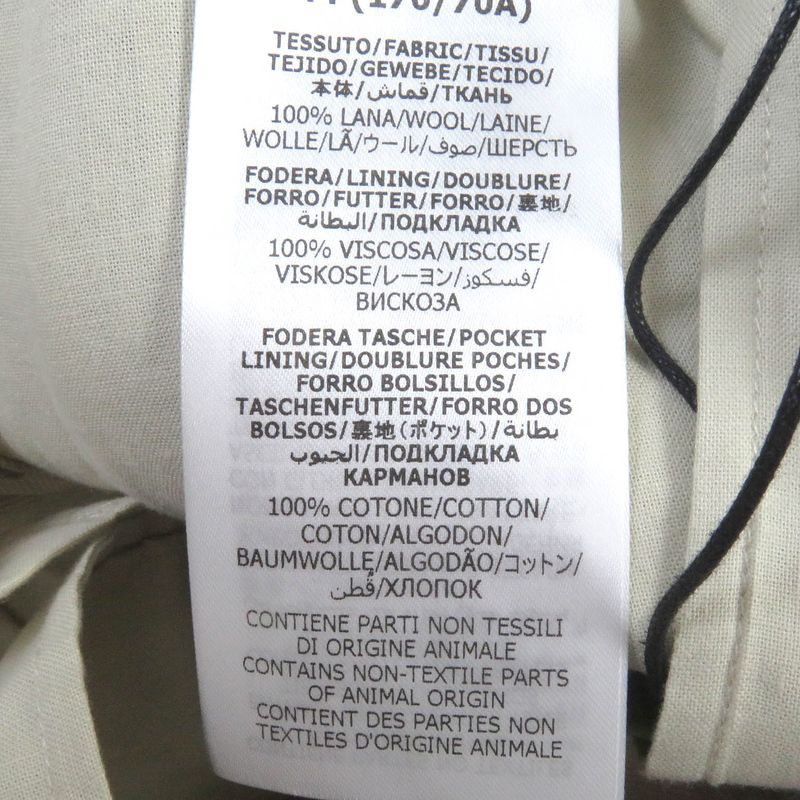 (170/70A)
TESSUTO/FABRIC/TISSU/
TEJIDO/GEWEBE/TECIDO/
本体/قماش/ТКАНЬ
100% LANA/WOOL/LAINE/
WOLLE/LÃ/ウール/صوف/ШЕРСТЬ
FODERA/LINING/DOUBLURE/
FORRO/FUTTER/FORRO/裏地/
البطانة/ПОДКЛАДКА
100% VISCOSA/VISCOSE/
VISKOSE/レーヨン/فسكوز/
ВИСКОЗА
FODERA TASCHE/POCKET
LINING/DOUBLURE POCHES/
FORRO BOLSILLOS/
TASCHENFUTTER/FORRO DOS
BOLSOS/裏地(ポケット)/بطانة
الجيوب/ПОДКЛАДКА
КАРМАНОВ
100% COTONE/COTTON/
COTON/ALGODON/
BAUMWOLLE/ALGODÃO/コットン/
قُطن/ХЛОПОК
CONTIENE PARTI NON TESSILI
DI ORIGINE ANIMALE
CONTAINS NON-TEXTILE PARTS
OF ANIMAL ORIGIN
CONTIENT DES PARTIES NON
TEXTILES D'ORIGINE ANIMALE